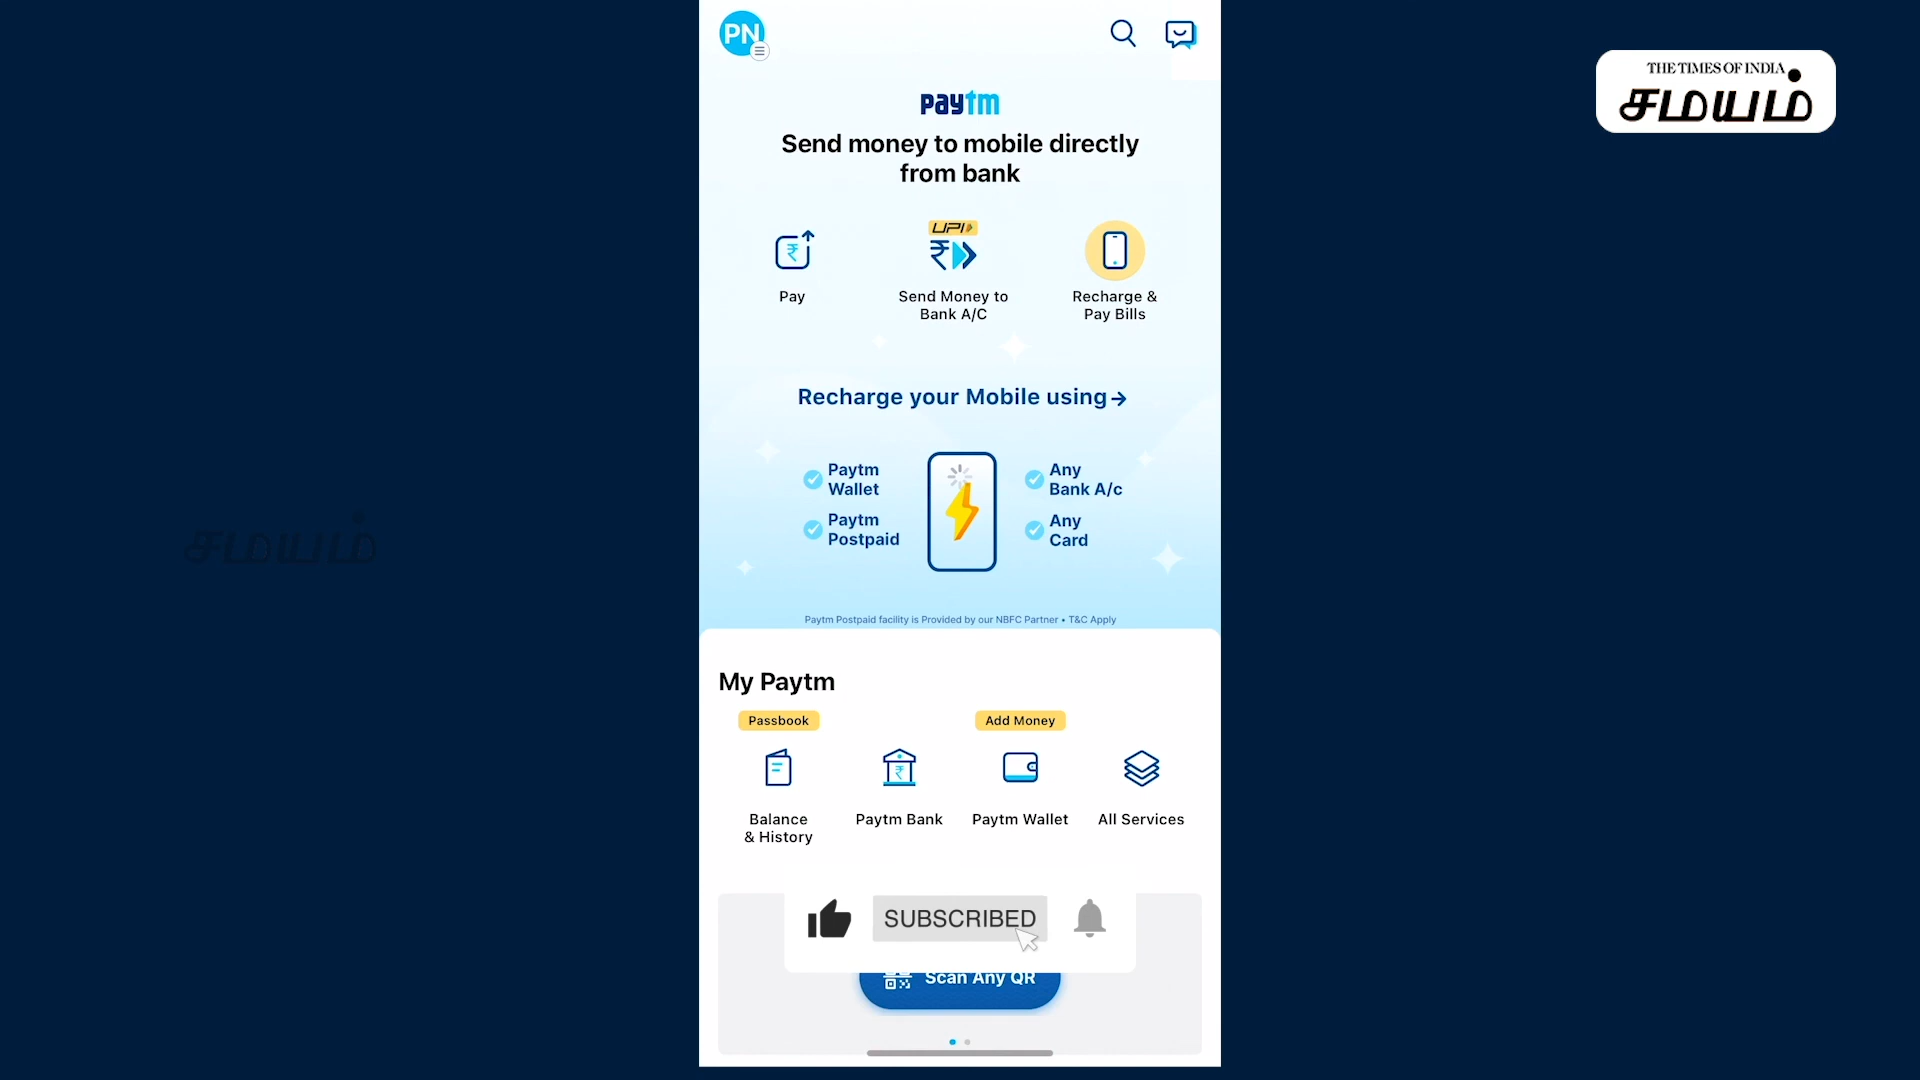 PN
THE TIMES OF INDIA
சமயம்
paytm
Send money to mobile directly
from bank
UPI
Pay
Send Money to
Bank A/C
Recharge &
Pay Bills
Recharge your Mobile using
Paytm
Wallet
Any
Bank A/c
Paytm
Postpaid
Any
Card
சமயம்
Paytm Postpaid facility is Provided by our NBFC Partner • T&C Apply
My Paytm
Passbook
Add Money
Balance
& History
Paytm Bank
Paytm Wallet
All Services
SUBSCRIBED
Scan Any QR